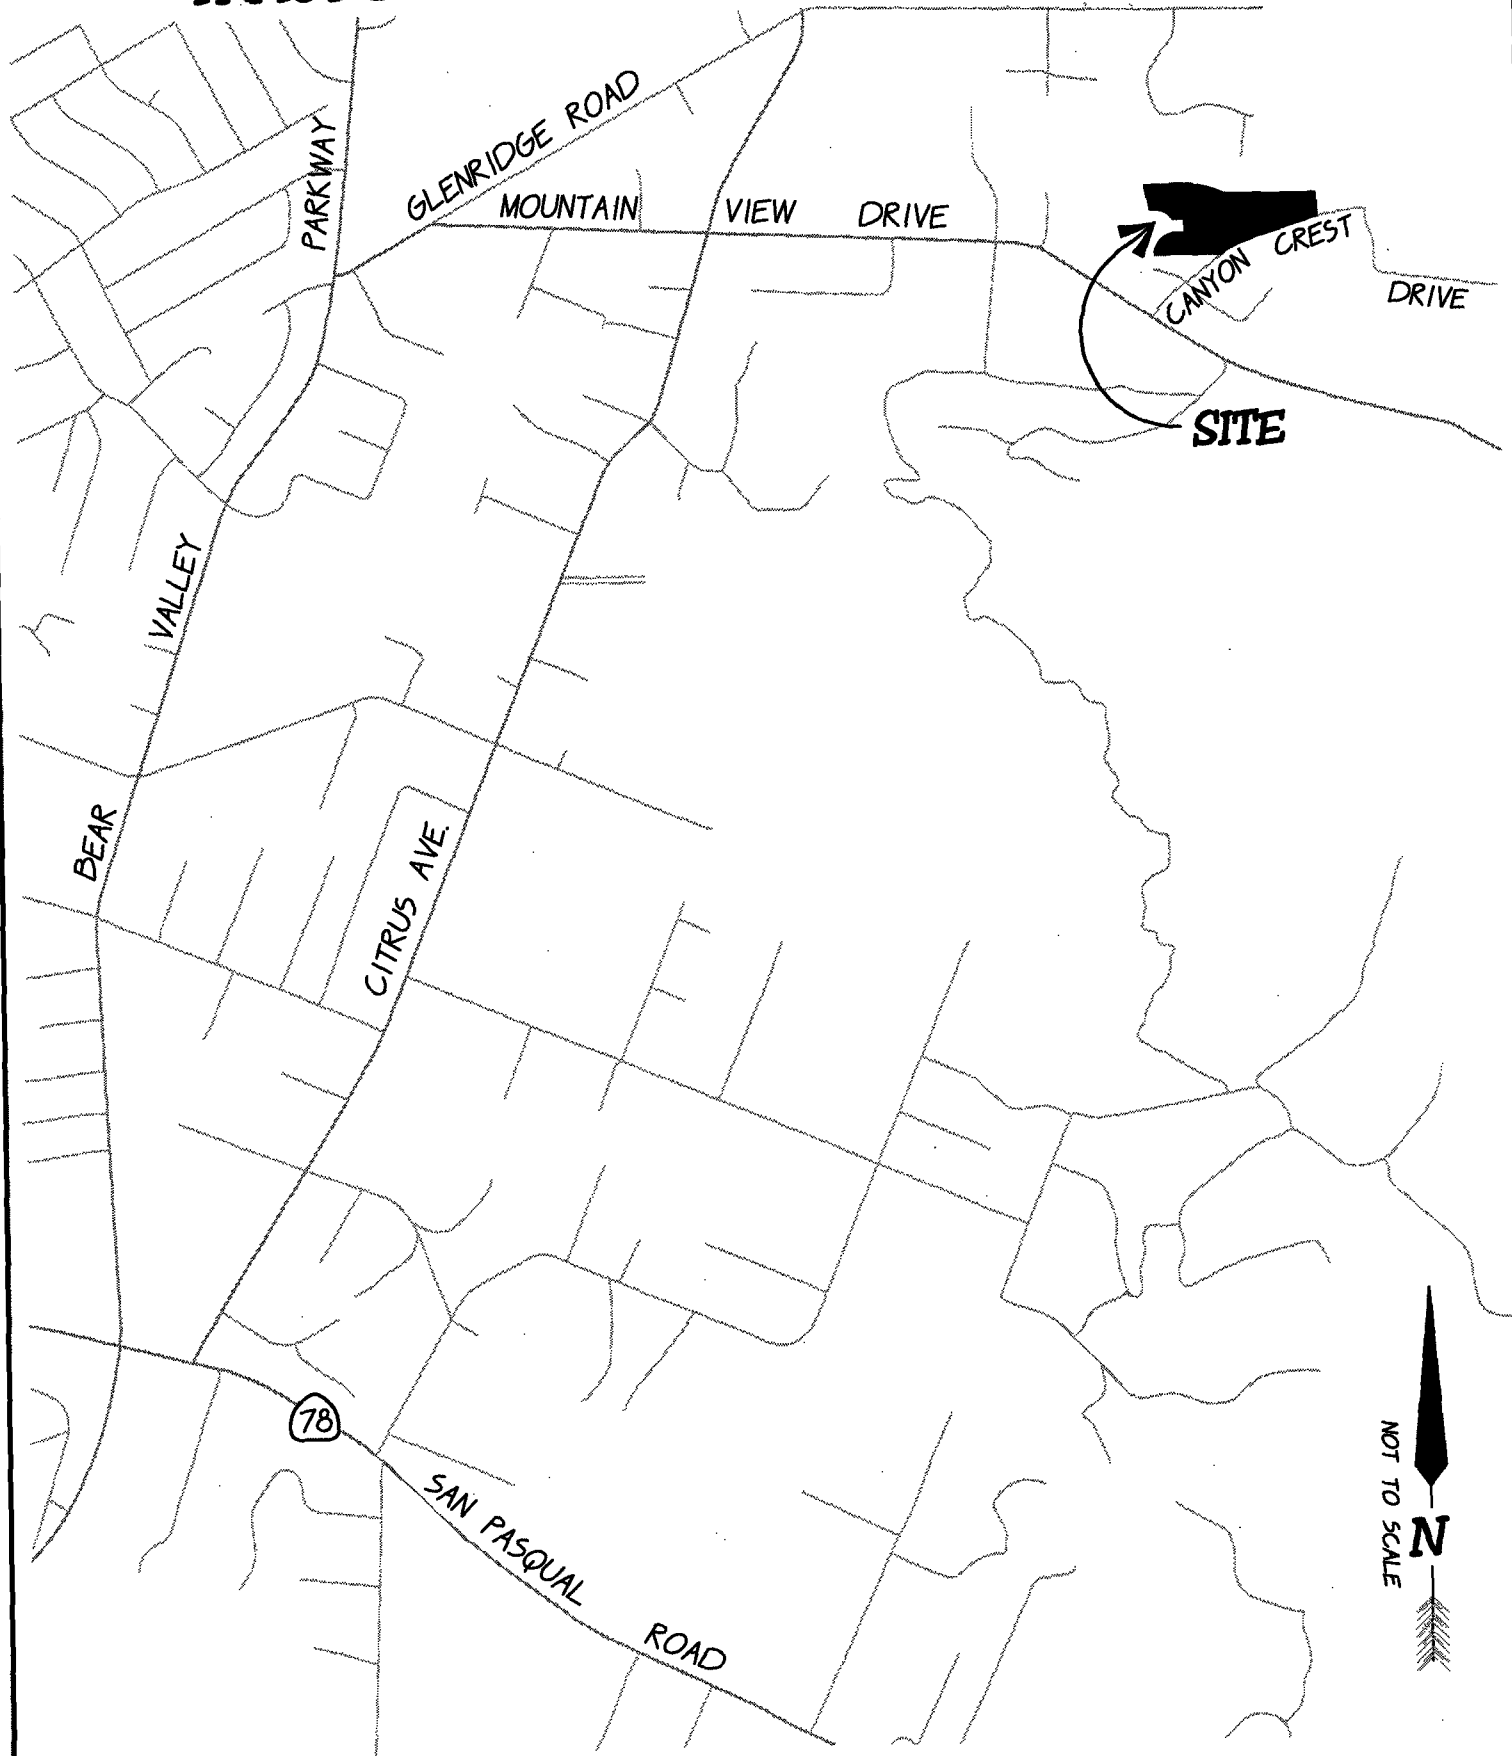 GLENRIDGE ROAD
PARKWAY
MOUNTAIN VIEW DRIVE
CANYON CREST DRIVE
SITE
VALLEY
BEAR
CITRUS AVE.
78
SAN PASQUAL ROAD
NOT TO SCALE
N